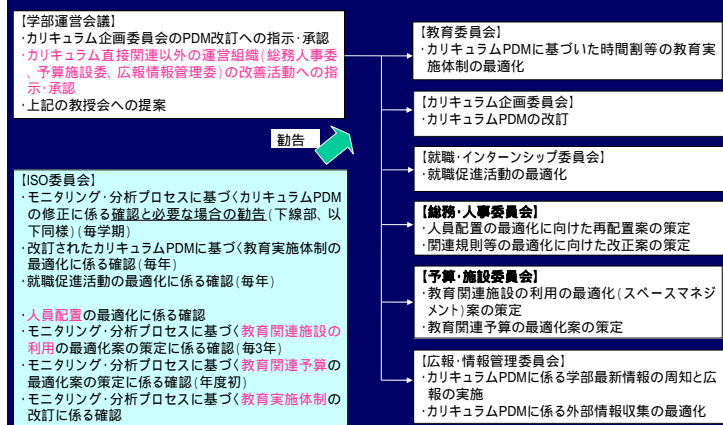 【学部運営会議】
・カリキュラム企画委員会のPDM改訂への指示・承認
・カリキュラム直接関連以外の運営組織(総務人事委
、予算施設委、広報情報管理委)の改善活動への指
示・承認
・上記の教授会への提案
勧告
【ISO委員会】
・モニタリング・分析プロセスに基づくカリキュラムPDM
の修正に係る確認と必要な場合の勧告(下線部、以
下同様)(毎学期)
・改訂されたカリキュラムPDMに基づく教育実施体制の
最適化に係る確認(毎年)
・就職促進活動の最適化に係る確認(毎年)
・人員配置の最適化に係る確認
・モニタリング・分析プロセスに基づく教育関連施設の
利用の最適化案の策定に係る確認(毎3年)
・モニタリング・分析プロセスに基づく教育関連予算の
最適化案の策定に係る確認(年度初)
・モニタリング・分析プロセスに基づく教育実施体制の
改訂に係る確認
【教育委員会】
・カリキュラムPDMに基づいた時間割等の教育実
施体制の最適化
【カリキュラム企画委員会】
・カリキュラムPDMの改訂
【就職・インターンシップ委員会】
・就職促進活動の最適化
【総務・人事委員会】
・人員配置の最適化に向けた再配置案の策定
・関連規則等の最適化に向けた改正案の策定
【予算・施設委員会】
・教育関連施設の利用の最適化(スペースマネジ
メント)案の策定
・教育関連予算の最適化案の策定
【広報・情報管理委員会】
・カリキュラムPDMに係る学部最新情報の周知と広
報の実施
・カリキュラムPDMに係る外部情報収集の最適化